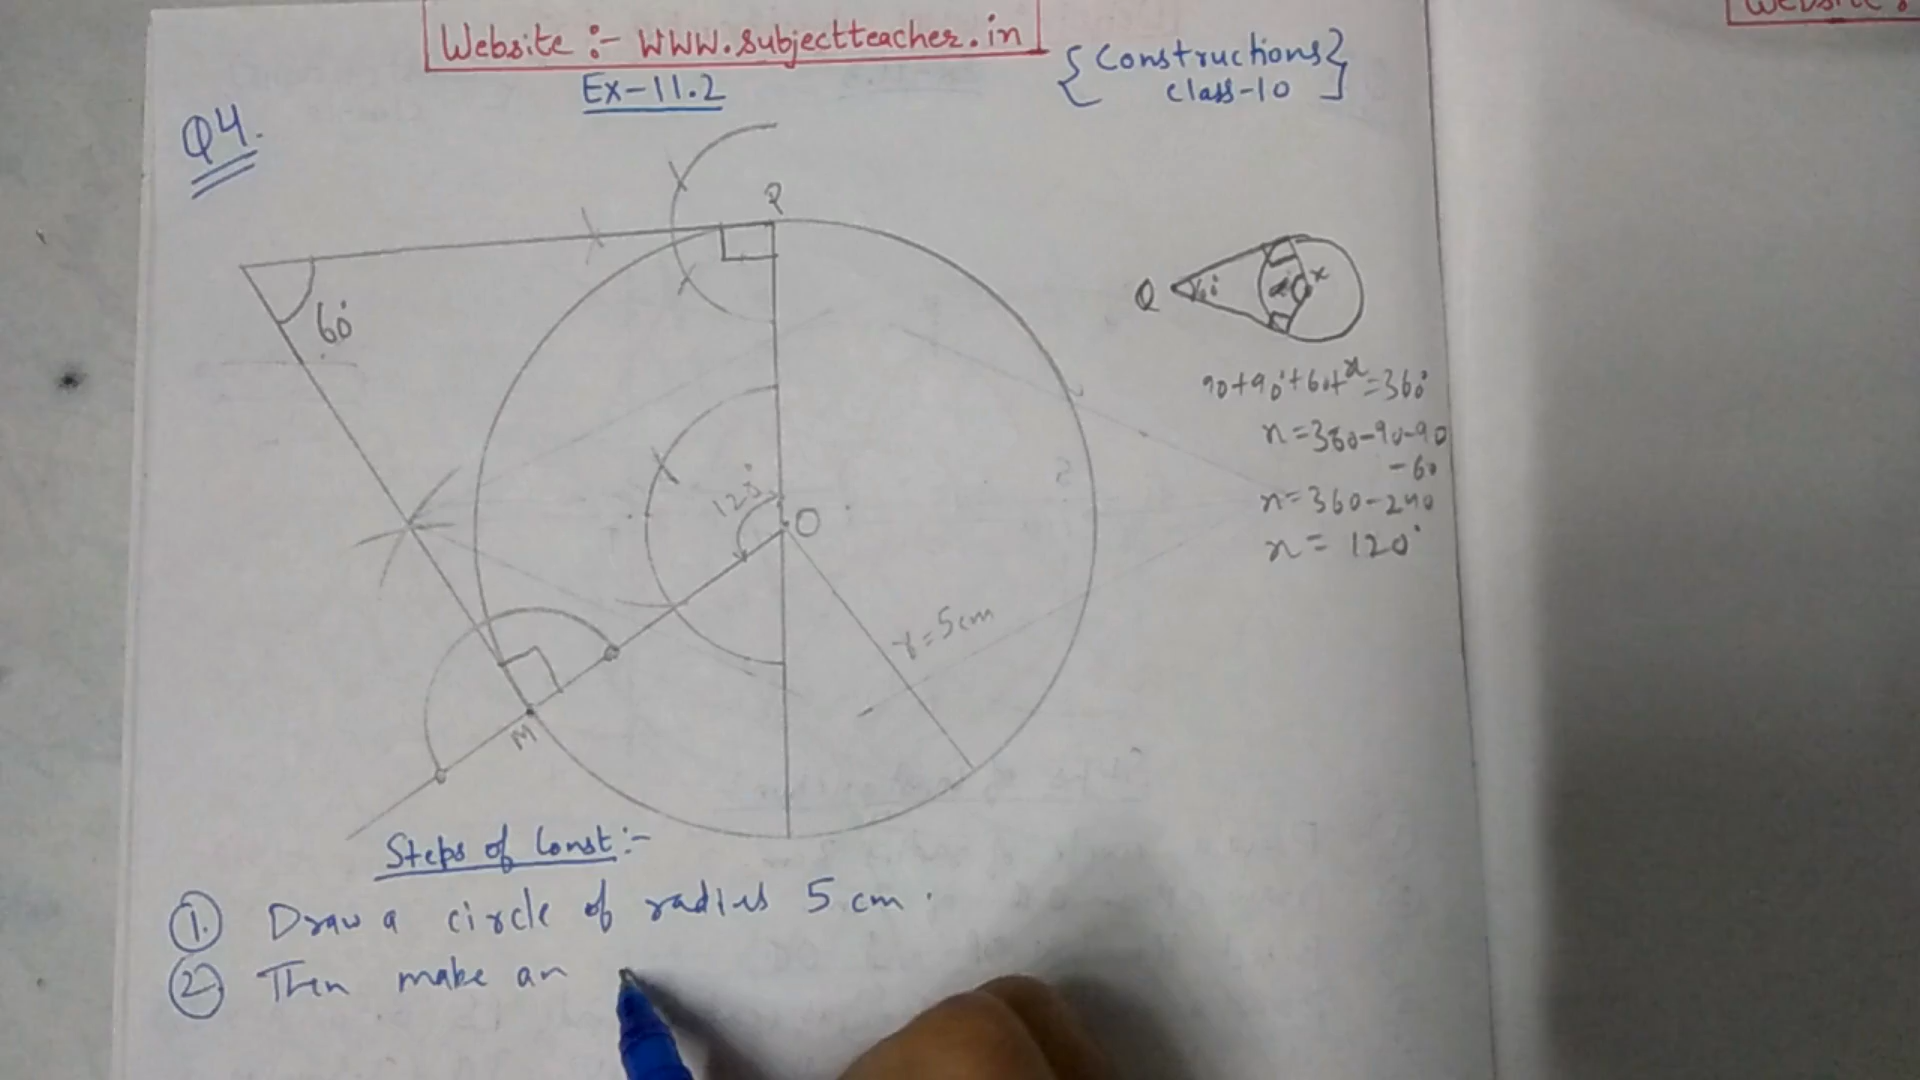 Website :- www.subjectteacher.in
Ex-11.2
{Constructions}
Class-10
Q4.
P
60°
120°
O
r=5cm
M
Q
60°
x
90+90°+60+x=360°
x=360-90-90
-60
x=360-240
x= 120°
Steps of Const:-
1. Draw a circle of radius 5 cm.
2. Then make an